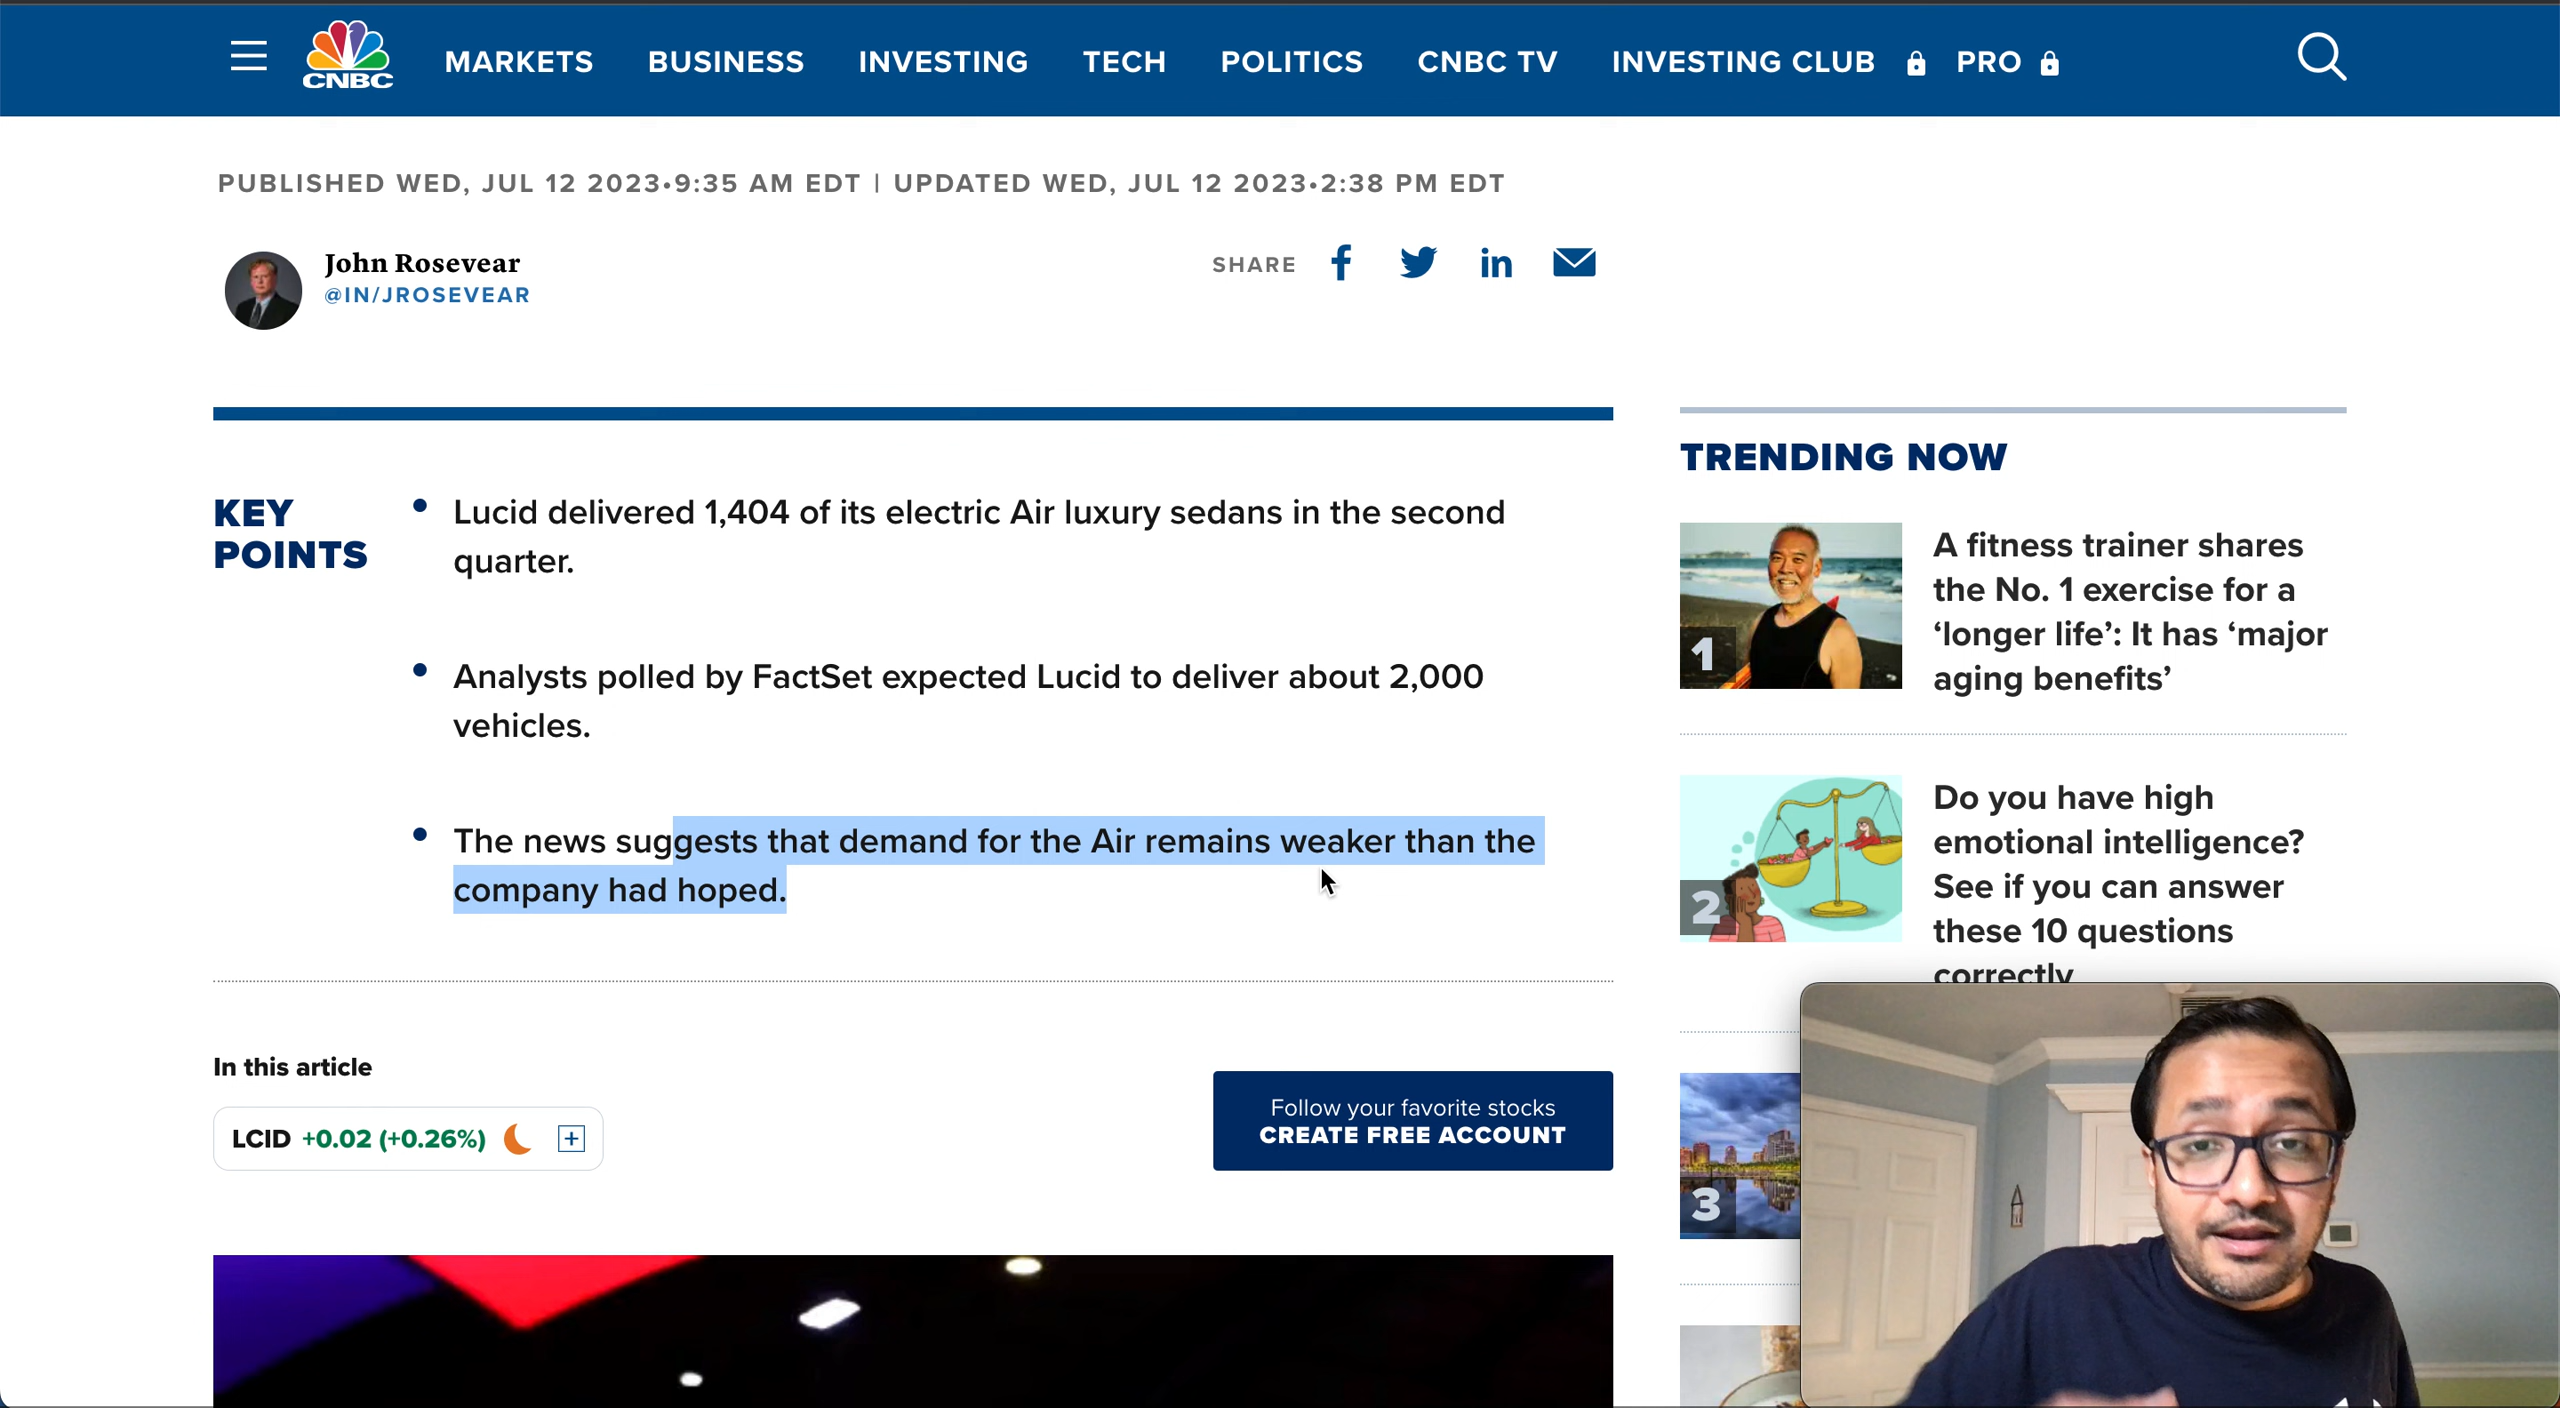 CNBC
MARKETS
BUSINESS
INVESTING
TECH
POLITICS
CNBC TV
INVESTING CLUB
PRO
PUBLISHED WED, JUL 12 2023•9:35 AM EDT | UPDATED WED, JUL 12 2023•2:38 PM EDT
John Rosevear
@IN/JROSEVEAR
SHARE
KEY
POINTS
Lucid delivered 1,404 of its electric Air luxury sedans in the second
quarter.
Analysts polled by FactSet expected Lucid to deliver about 2,000
vehicles.
The news suggests that demand for the Air remains weaker than the
company had hoped.
In this article
LCID +0.02 (+0.26%)
Follow your favorite stocks
CREATE FREE ACCOUNT
TRENDING NOW
1
A fitness trainer shares
the No. 1 exercise for a
‘longer life’: It has ‘major
aging benefits’
2
Do you have high
emotional intelligence?
See if you can answer
these 10 questions
correctly
3